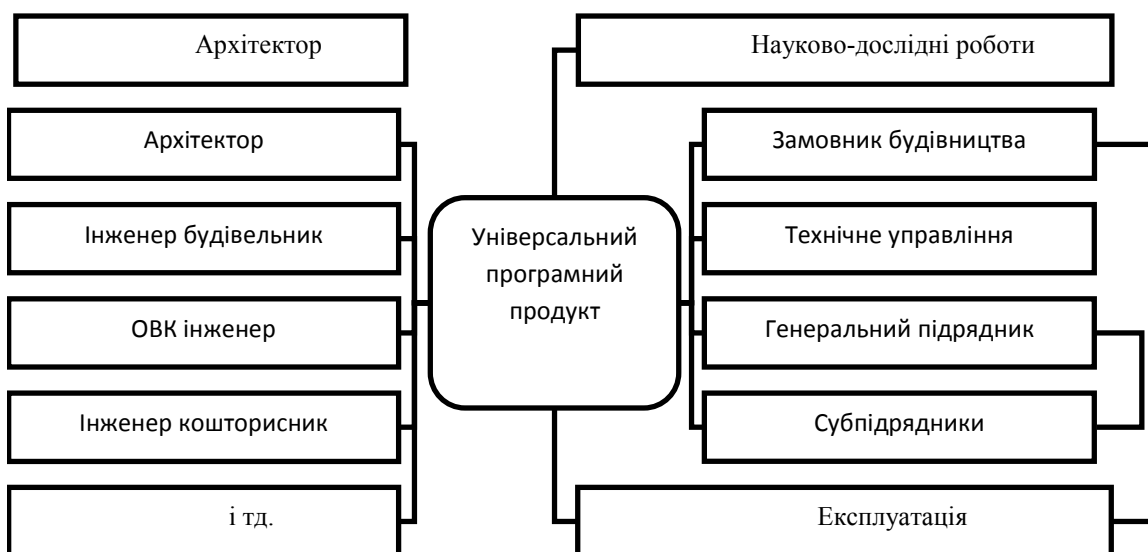 Архітектор
Науково-дослідні роботи
Архітектор
Замовник будівництва
Інженер будівельник
Універсальний
програмний
продукт
Технічне управління
ОВК інженер
Генеральний підрядник
Інженер кошторисник
Субпідрядники
і тд.
Експлуатація